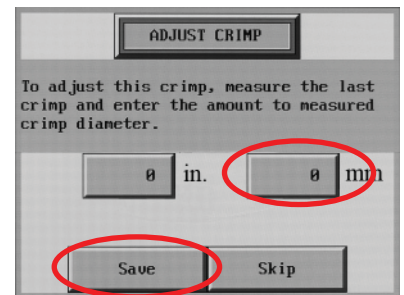 ADJUST CRIMP
To adjust this crimp, measure the last
crimp and enter the amount to measured
crimp diameter.
0 in. 0 mm
Save Skip